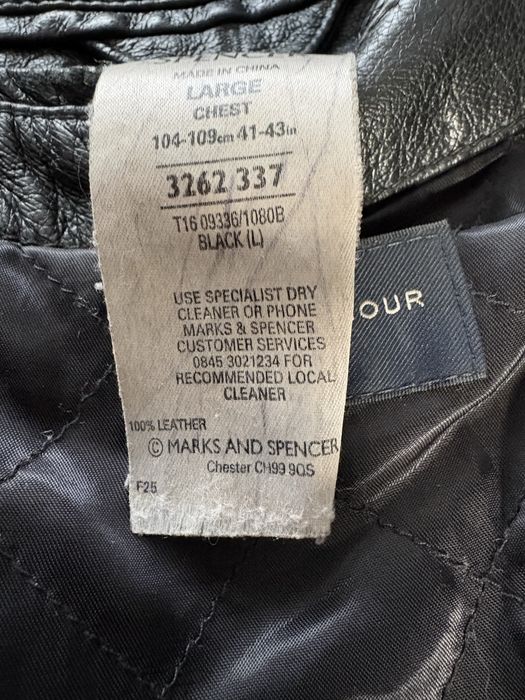 MADE IN CHINA
LARGE
CHEST
104-109cm 41-43in
3262/337
T16 09336/1080B
BLACK (L)
USE SPECIALIST DRY
CLEANER OR PHONE
MARKS & SPENCER
CUSTOMER SERVICES
0845 3021234 FOR
RECOMMENDED LOCAL
CLEANER
100% LEATHER
© MARKS AND SPENCER
Chester CH99 9QS
F25
OUR